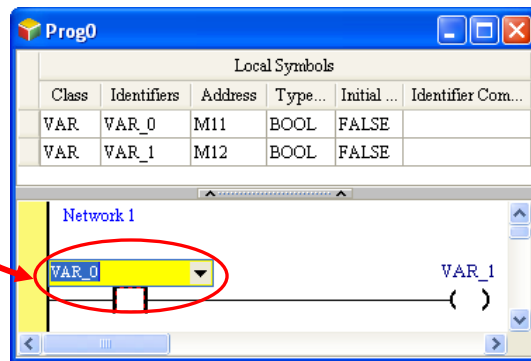 Prog0
Local Symbols
Class Identifiers Address Type... Initial ... Identifier Com...
VAR VAR_0 M11 BOOL FALSE
VAR VAR_1 M12 BOOL FALSE
Network 1
VAR_0 VAR_1